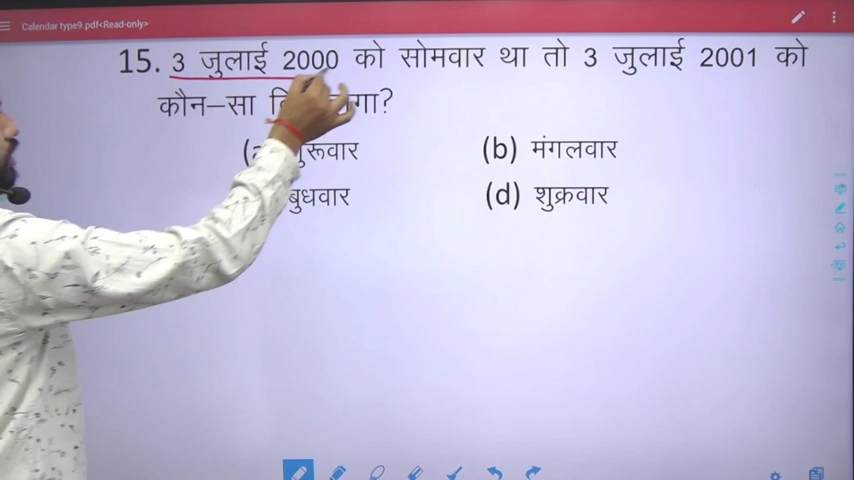 Calendar type9.pdf<Read-only>
15. 3 जुलाई 2000 को सोमवार था तो 3 जुलाई 2001 को
कौन–सा
(b) मंगलवार
बुधवार (d) शुक्रवार